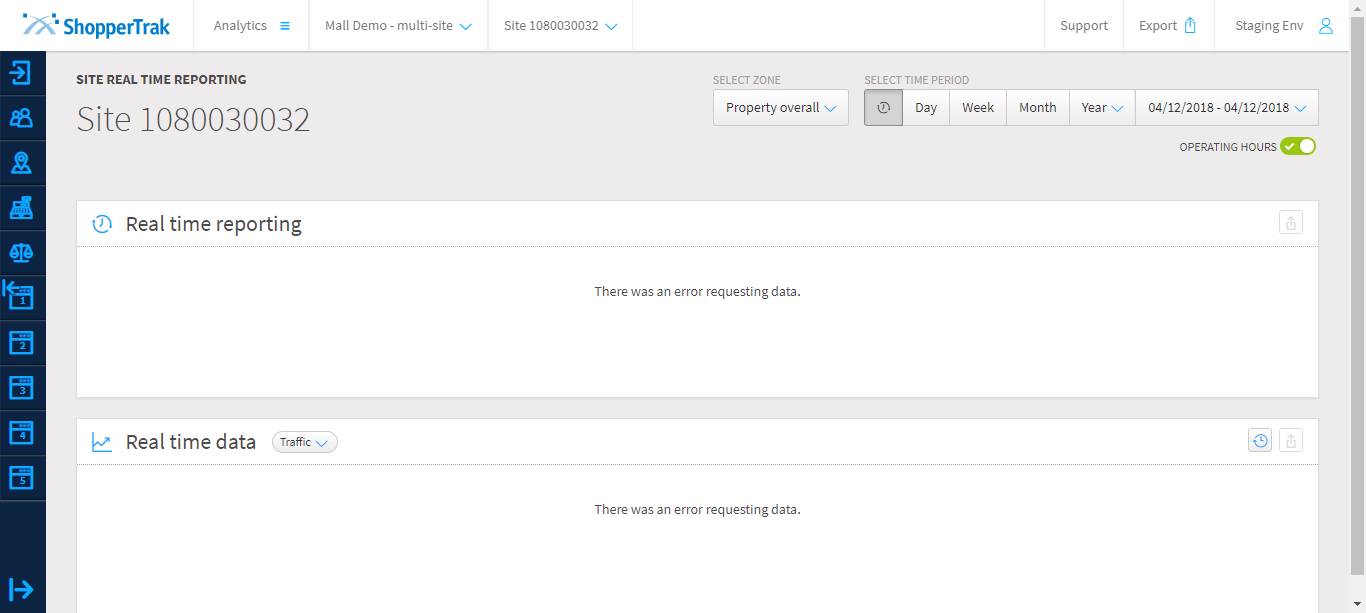 ShopperTrak
Analytics
Mall Demo - multi-site
Site 1080030032
Support
Export
Staging Env
SITE REAL TIME REPORTING
Site 1080030032
SELECT ZONE
Property overall
SELECT TIME PERIOD
Day
Week
Month
Year
04/12/2018 - 04/12/2018
OPERATING HOURS
Real time reporting
There was an error requesting data.
Real time data
Traffic
There was an error requesting data.
1
2
3
4
5